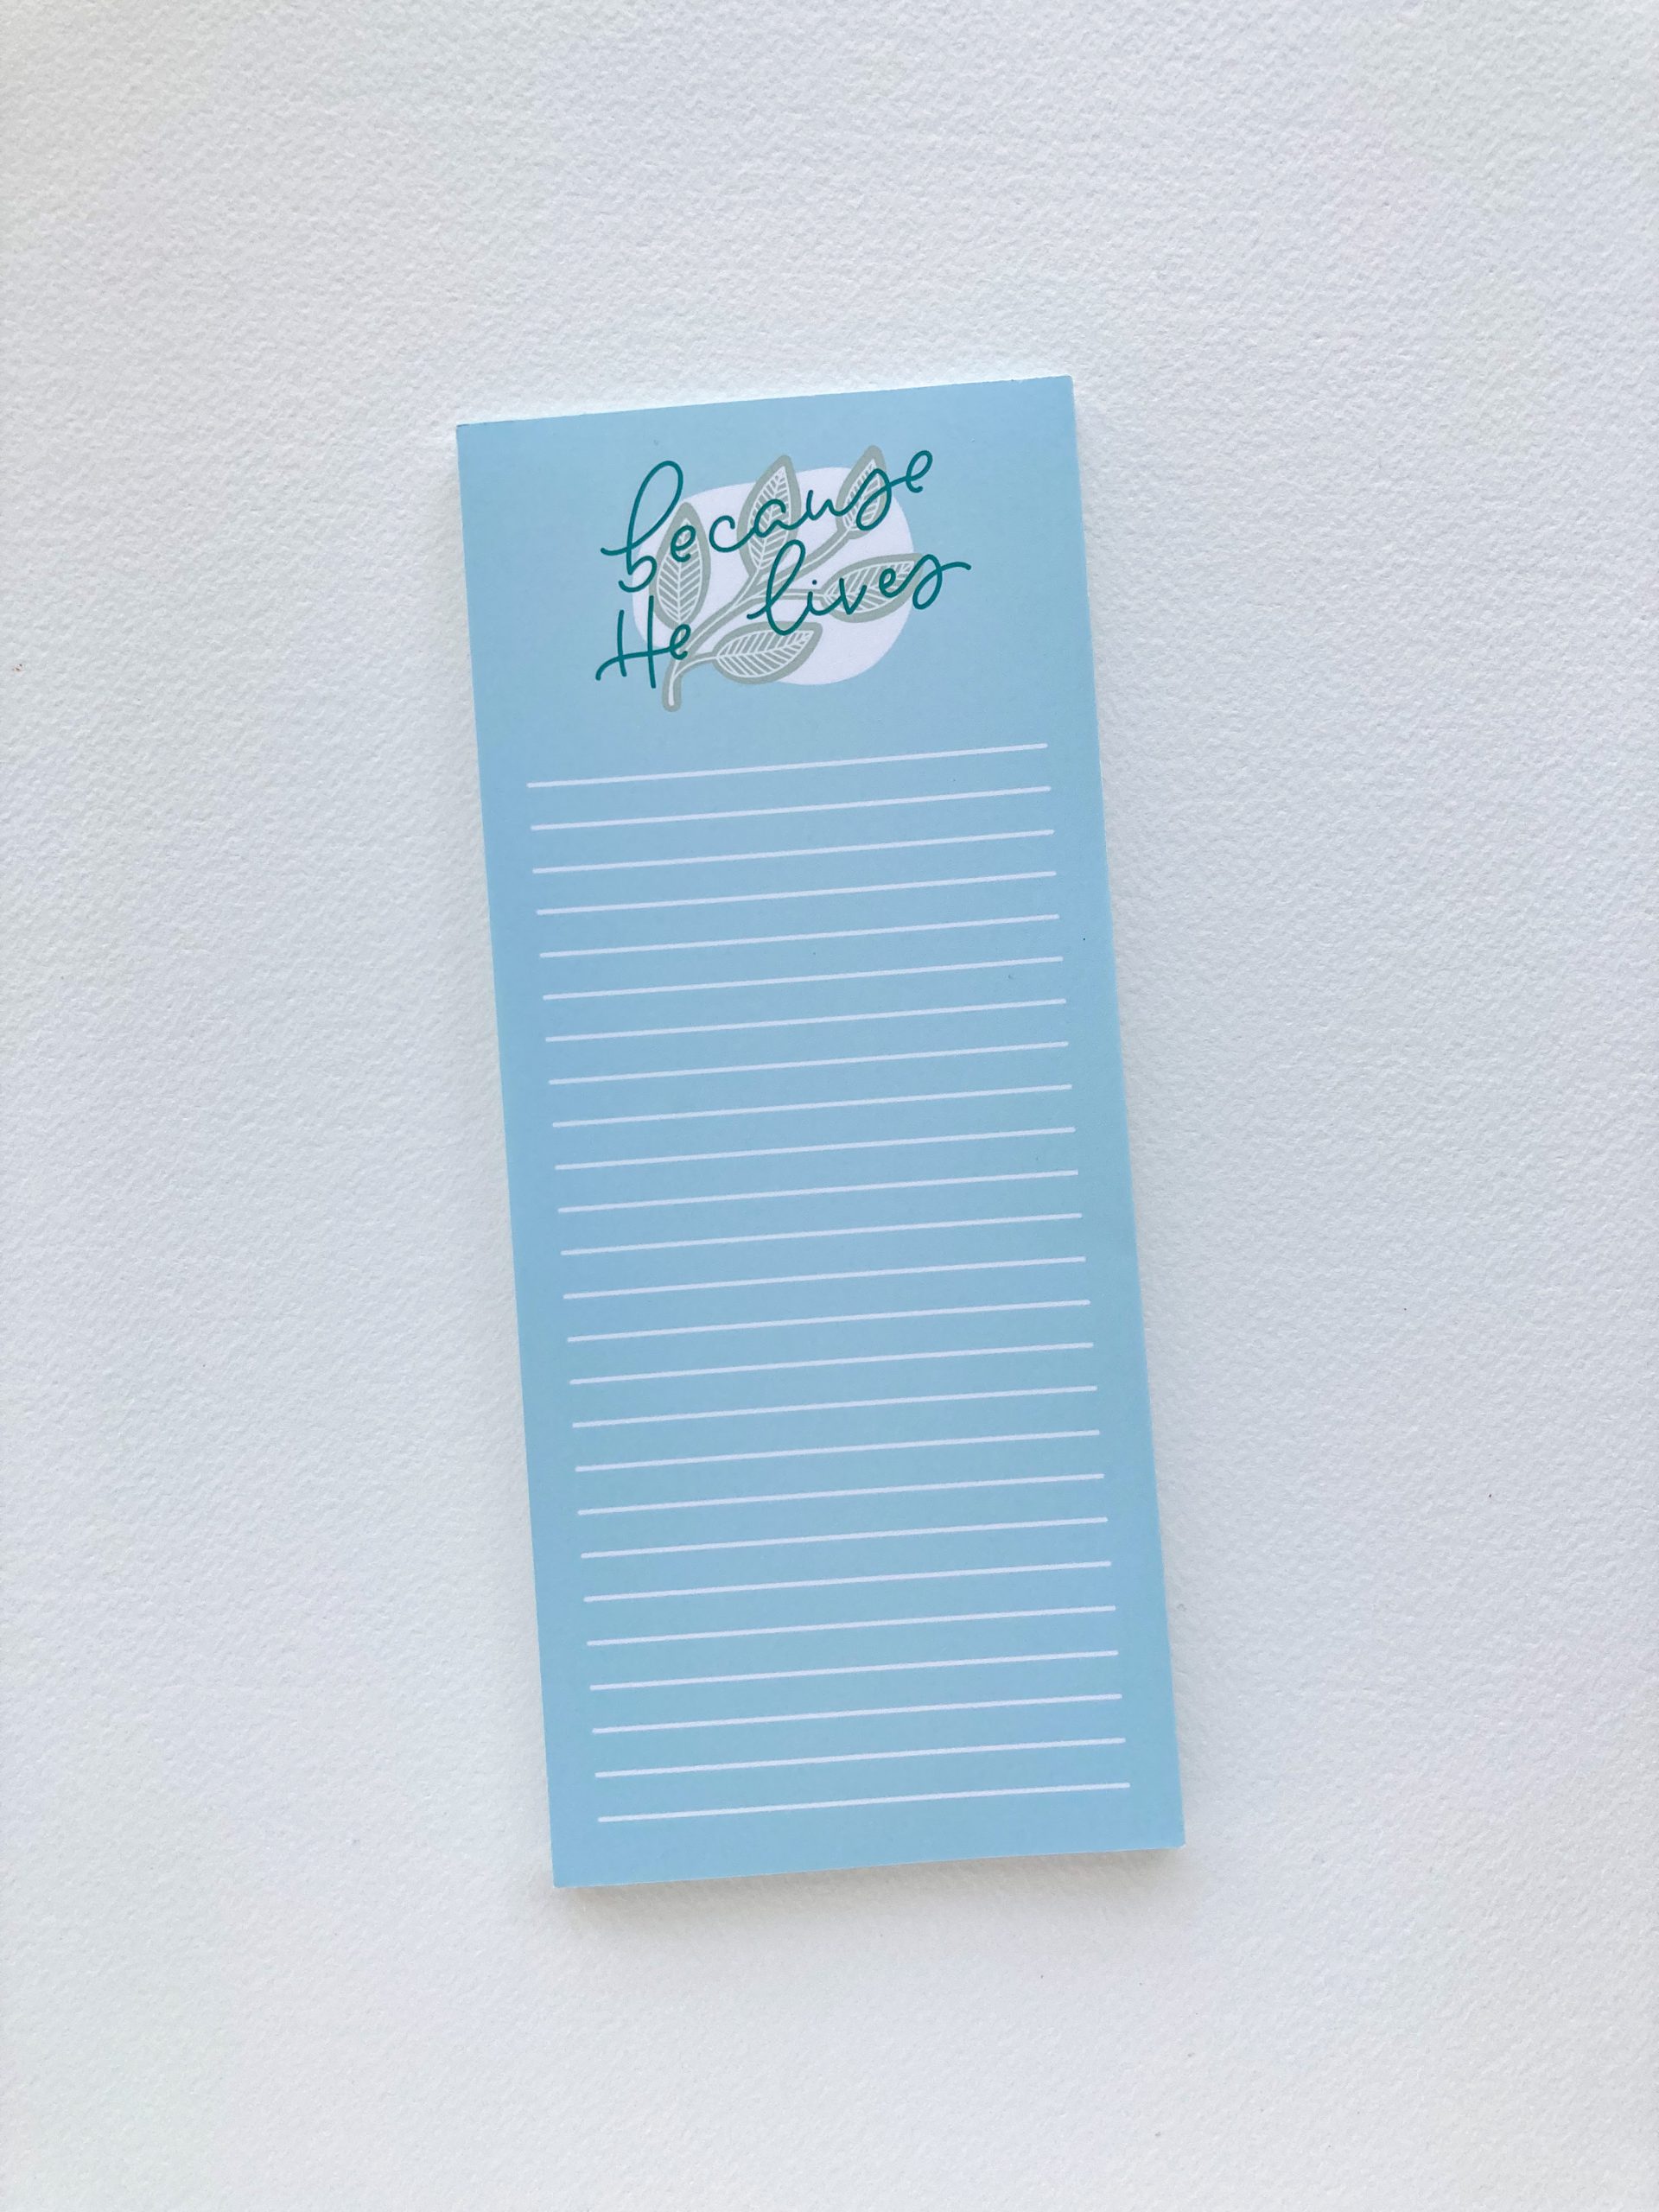 because
He lives